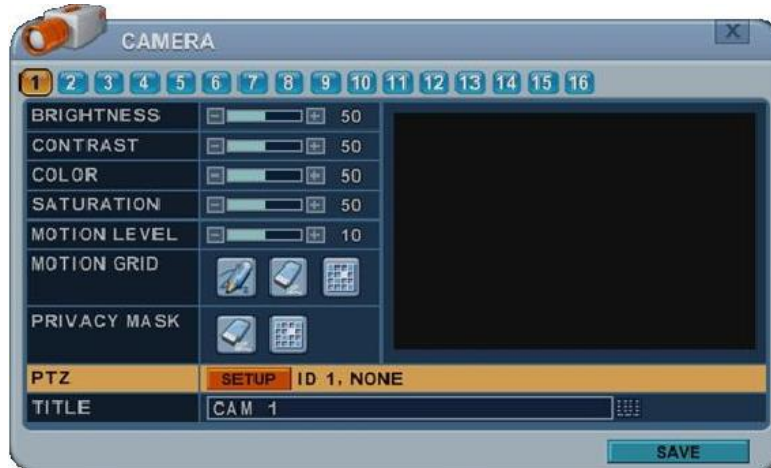 CAMERA X
1 2 3 4 5 6 7 8 9 10 11 12 13 14 15 16
BRIGHTNESS 50
CONTRAST 50
COLOR 50
SATURATION 50
MOTION LEVEL 10
MOTION GRID
PRIVACY MASK
PTZ SETUP ID 1, NONE
TITLE CAM 1
SAVE